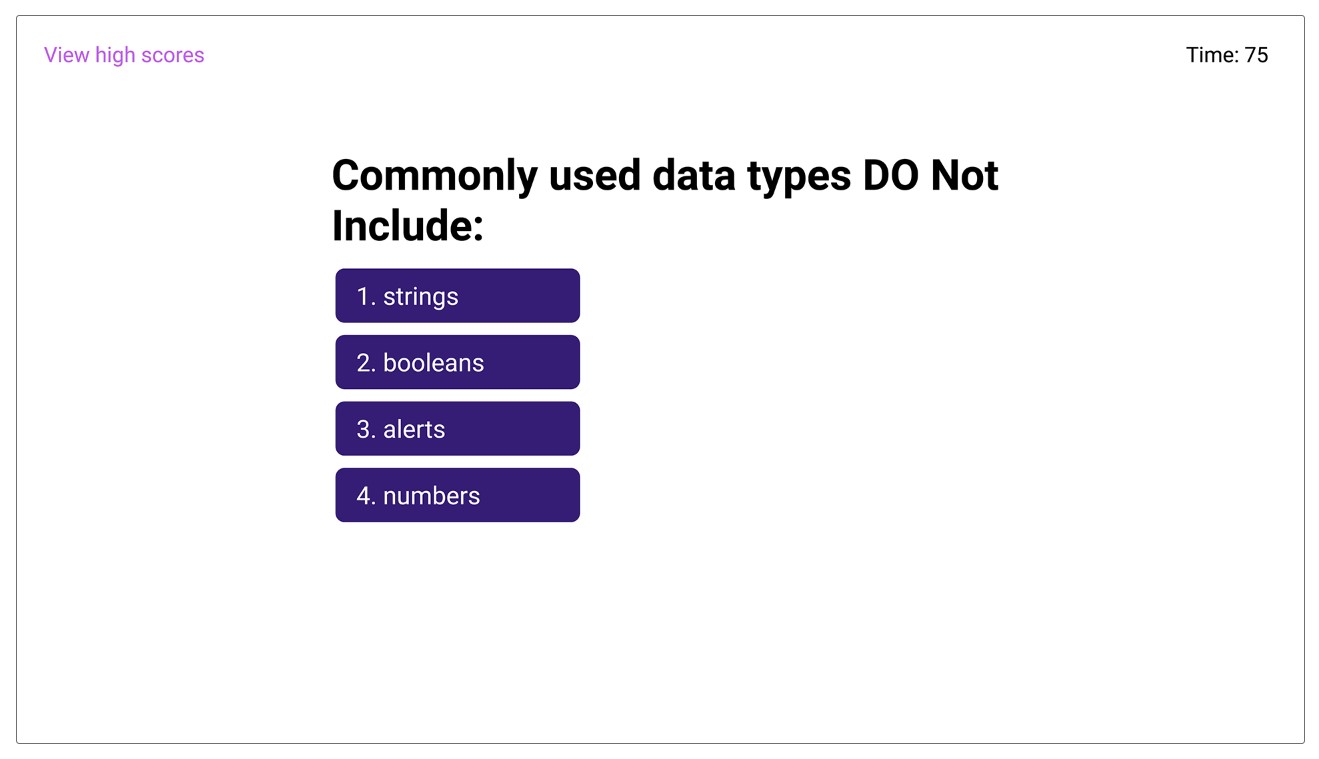 View high scores
Time: 75
Commonly used data types DO Not
Include:
1. strings
2. booleans
3. alerts
4. numbers